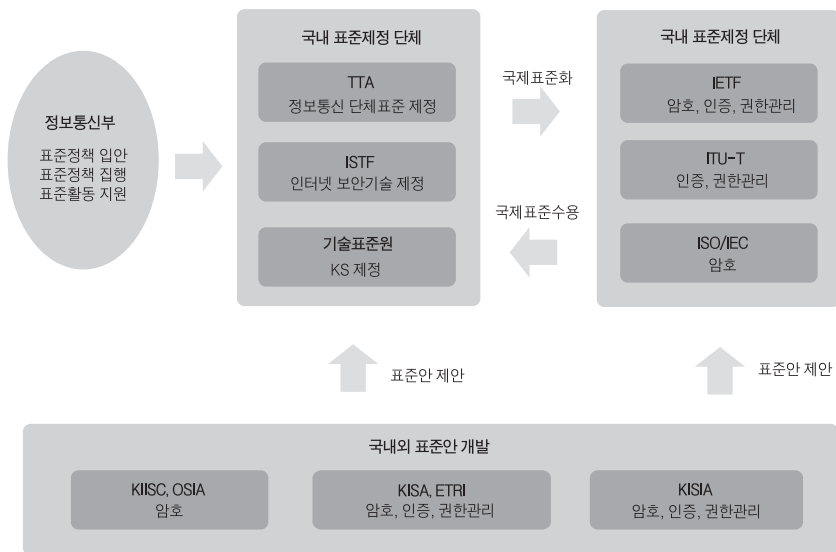 정보통신부
표준정책 입안
표준정책 집행
표준활동 지원
국내 표준제정 단체
TTA
정보통신 단체표준 제정
ISTF
인터넷 보안기술 제정
기술표준원
KS 제정
국제표준화
국제표준수용
국내 표준제정 단체
IETF
암호, 인증, 권한관리
ITU-T
인증, 권한관리
ISO/IEC
암호
표준안 제안
표준안 제안
국내외 표준안 개발
KIISC, OSIA
암호
KISA, ETRI
암호, 인증, 권한관리
KISIA
암호, 인증, 권한관리